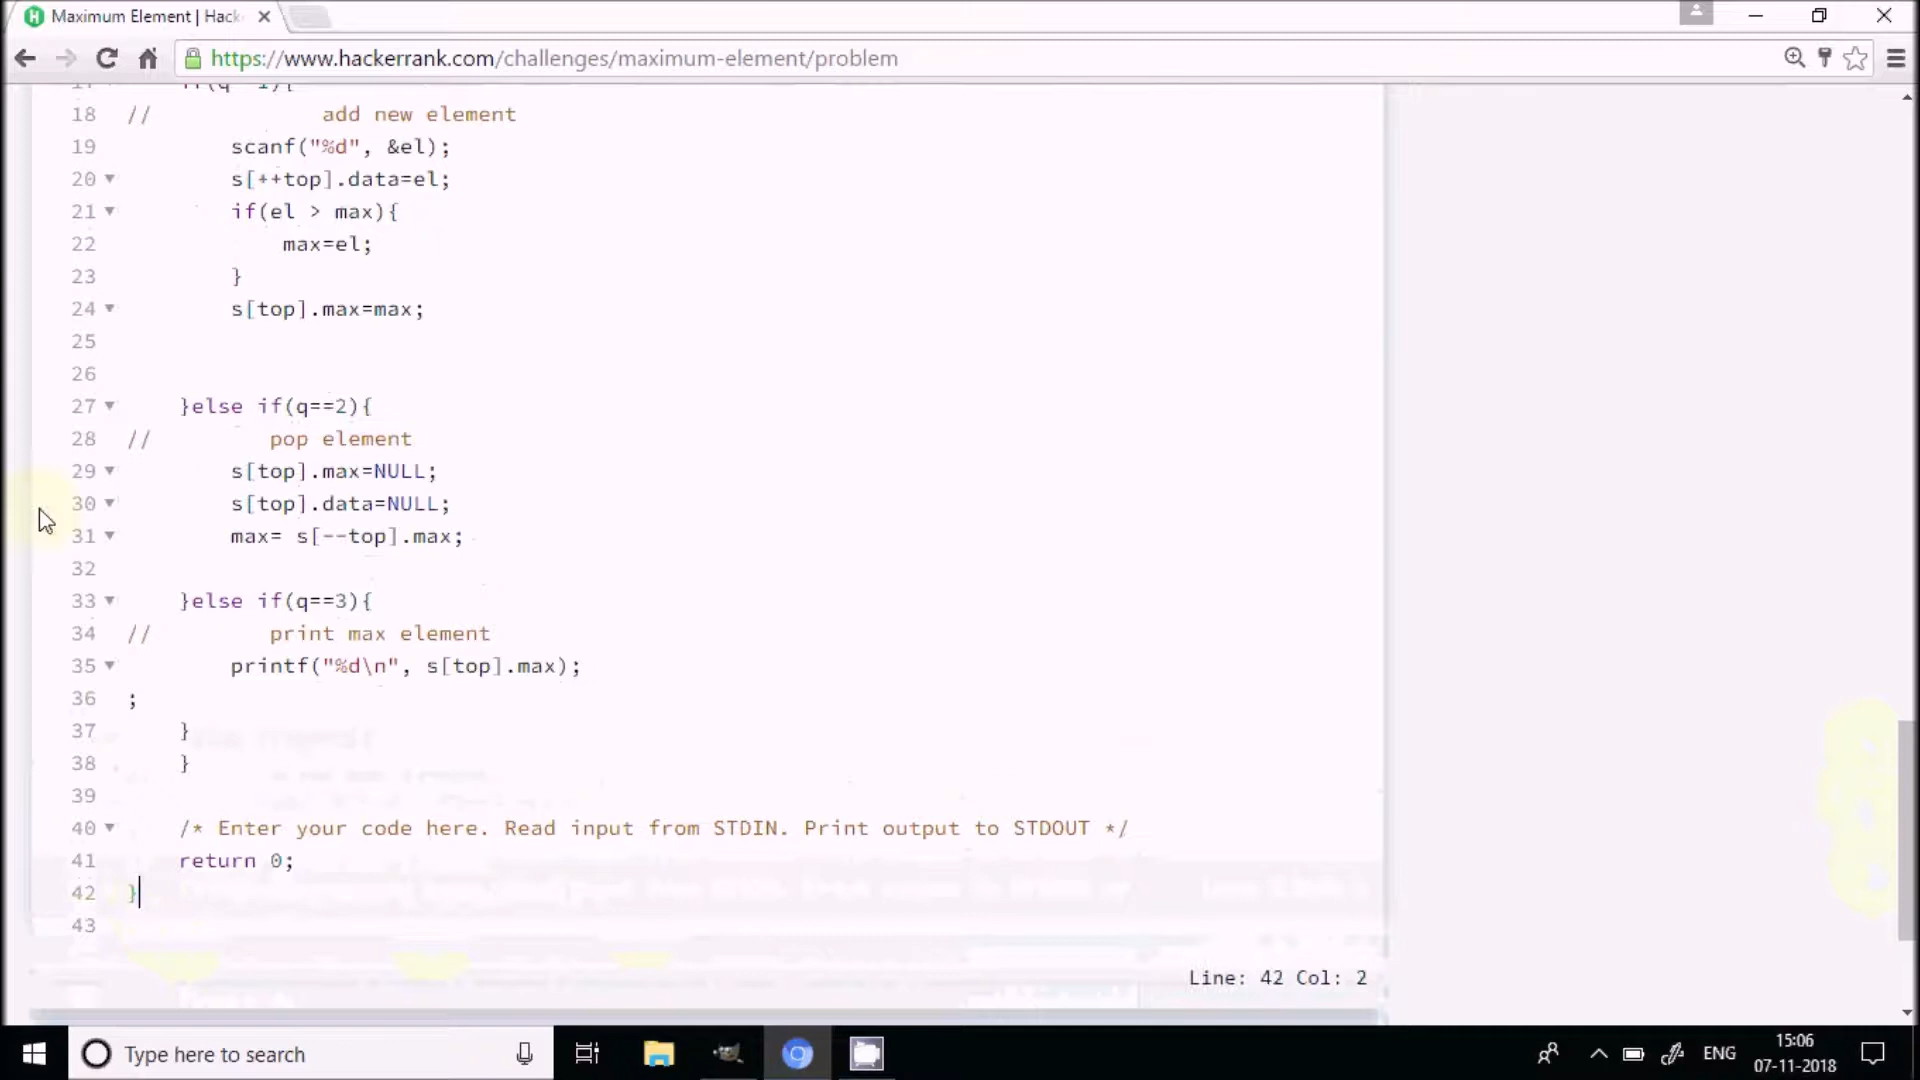 Maximum Element | Hack
https://www.hackerrank.com/challenges/maximum-element/problem
18 // add new element
19 scanf("%d", &el);
20 s[++top].data=el;
21 if(el > max){
22 max=el;
23 }
24 s[top].max=max;
25
26
27 }else if(q==2){
28 // pop element
29 s[top].max=NULL;
30 s[top].data=NULL;
31 max= s[--top].max;
32
33 }else if(q==3){
34 // print max element
35 printf("%d\n", s[top].max);
36 ;
37 }
38 }
39
40 /* Enter your code here. Read input from STDIN. Print output to STDOUT */
41 return 0;
42 }
43
Line: 42 Col: 2
Type here to search
ENG
15:06
07-11-2018